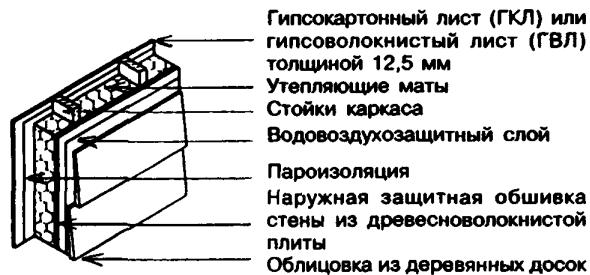 Гипсокартонный лист (ГКЛ) или
гипсоволокнистый лист (ГВЛ)
толщиной 12,5 мм
Утепляющие маты
Стойки каркаса
Водовоздухозащитный слой
Пароизоляция
Наружная защитная обшивка
стены из древесноволокнистой
плиты
Облицовка из деревянных досок